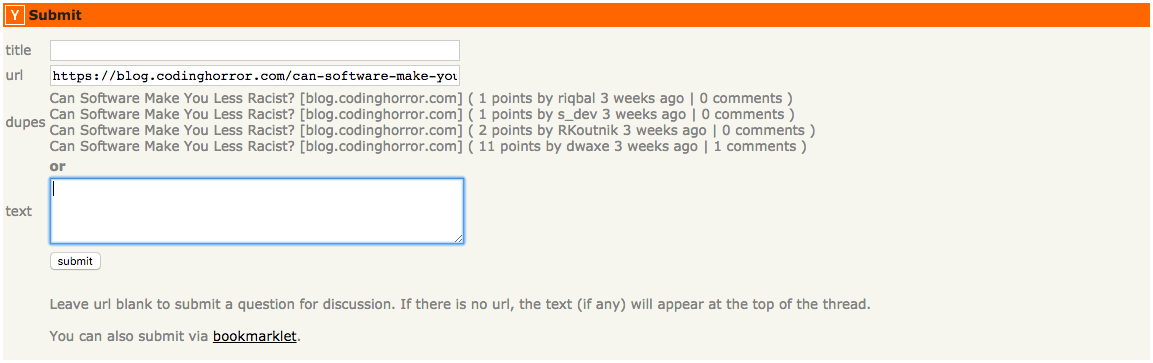 Y Submit
title
url https://blog.codinghorror.com/can-software-make-you
dupes
Can Software Make You Less Racist? [blog.codinghorror.com] ( 1 points by riqbal 3 weeks ago | 0 comments )
Can Software Make You Less Racist? [blog.codinghorror.com] ( 1 points by s_dev 3 weeks ago | 0 comments )
Can Software Make You Less Racist? [blog.codinghorror.com] ( 2 points by RKoutnik 3 weeks ago | 0 comments )
Can Software Make You Less Racist? [blog.codinghorror.com] ( 11 points by dwaxe 3 weeks ago | 1 comments )
or
text
submit
Leave url blank to submit a question for discussion. If there is no url, the text (if any) will appear at the top of the thread.
You can also submit via bookmarklet.